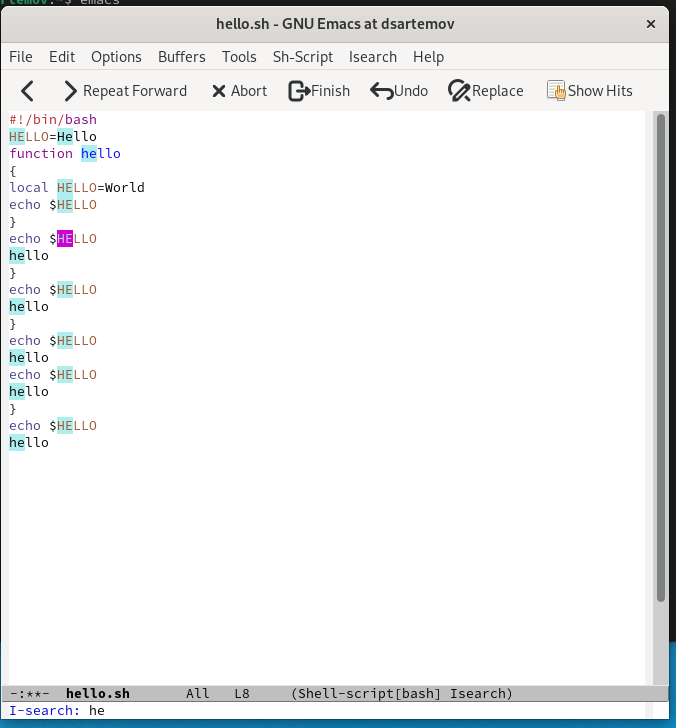 hello.sh - GNU Emacs at dsartemov
File Edit Options Buffers Tools Sh-Script Isearch Help
Repeat Forward Abort Finish Undo Replace Show Hits
#!/bin/bash
HELLO=Hello
function hello
{
local HELLO=World
echo $HELLO
}
echo $HELLO
hello
}
echo $HELLO
hello
}
echo $HELLO
hello
echo $HELLO
hello
}
echo $HELLO
hello
-:**-  hello.sh       All   L8     (Shell-script[bash] Isearch)
I-search: he